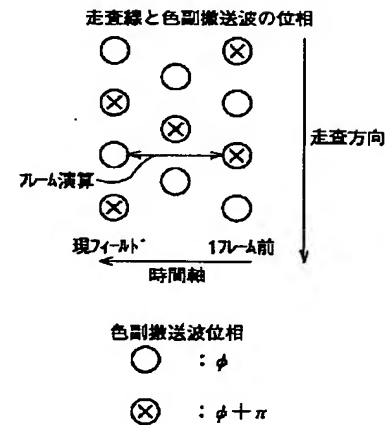 走査線と色副搬送波の位相
走査方向
フレーム演算
現フィールド
1フレーム前
時間軸
色副搬送波位相
: φ
: φ+π